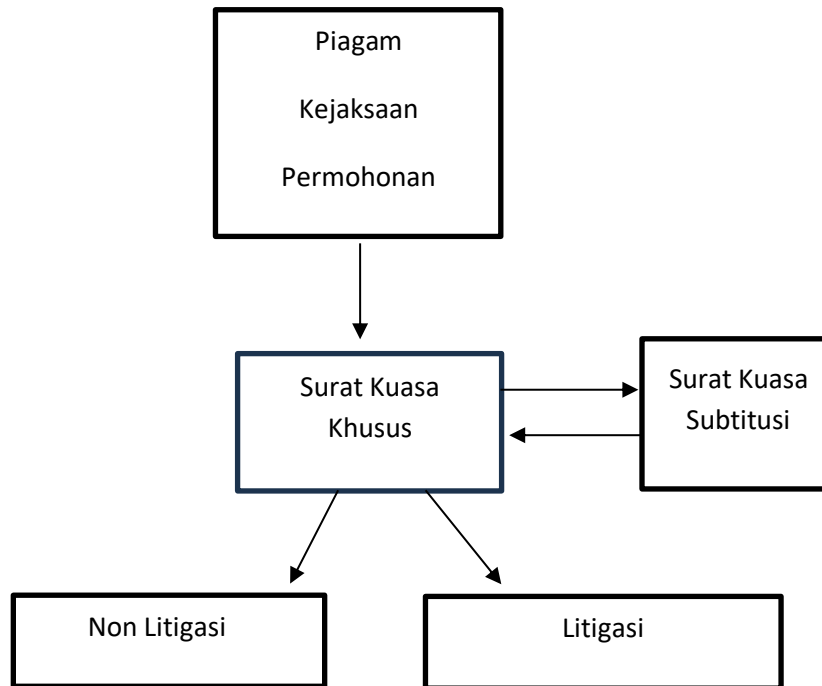 Piagam
Kejaksaan
Permohonan
Surat Kuasa
Khusus
Surat Kuasa
Subtitusi
Non Litigasi
Litigasi